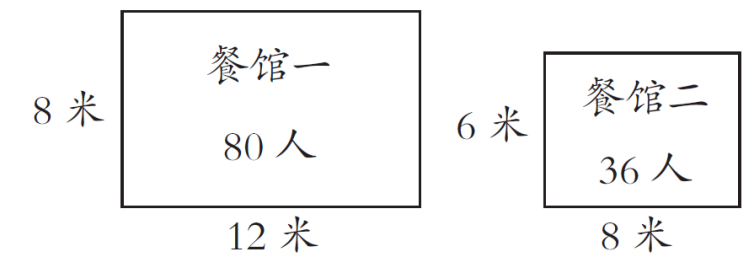 餐馆一
8 米
80 人
12 米
餐馆二
6 米
36 人
8 米